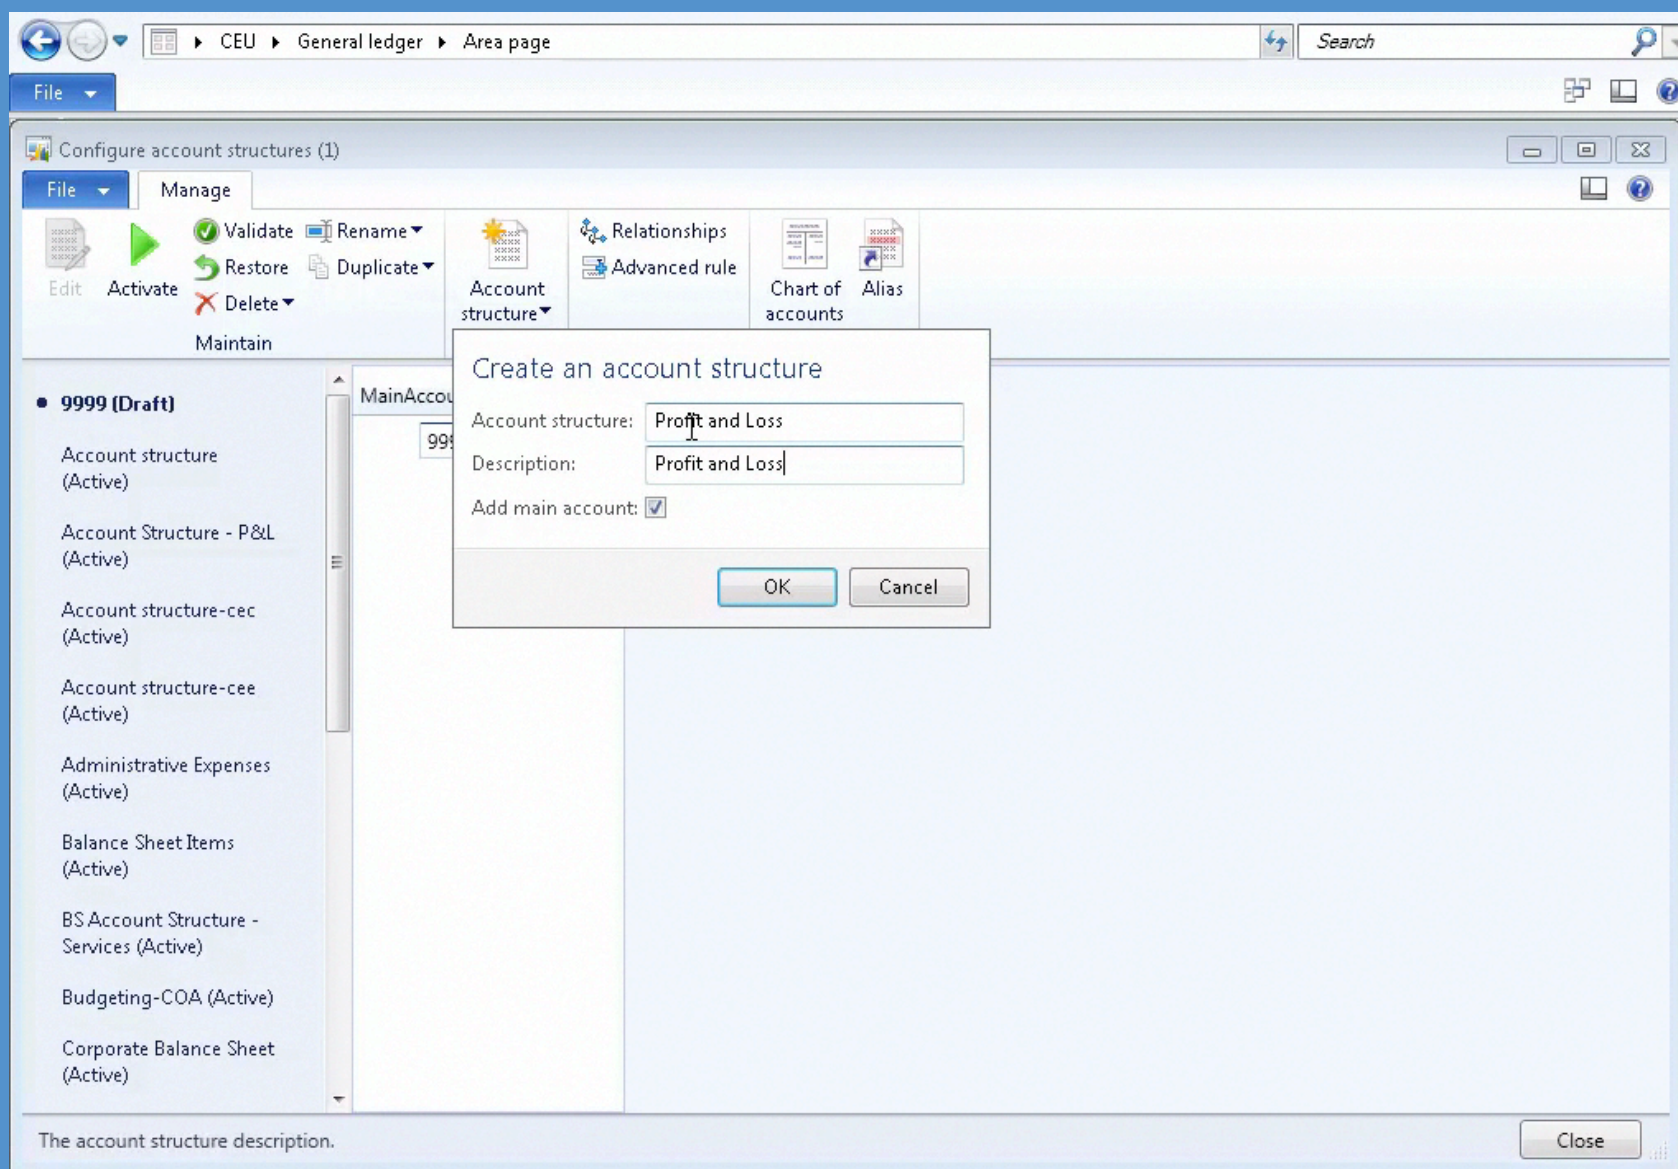 CEU General ledger Area page
Search
File
Configure account structures (1)
File Manage
Validate Rename
Relationships
Restore Duplicate
Advanced rule
Edit Activate
Delete
Account structure
Chart of accounts
Alias
Maintain
9999 (Draft)
Account structure
(Active)
Account Structure - P&L
(Active)
Account structure-cec
(Active)
Account structure-cee
(Active)
Administrative Expenses
(Active)
Balance Sheet Items
(Active)
BS Account Structure -
Services (Active)
Budgeting-COA (Active)
Corporate Balance Sheet
(Active)
MainAccou
999
Create an account structure
Account structure: Profit and Loss
Description: Profit and Loss
Add main account:
OK Cancel
The account structure description.
Close